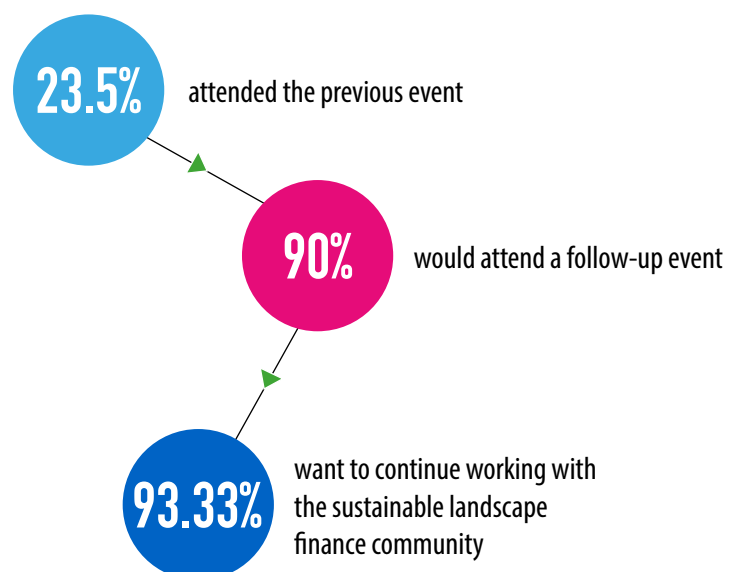 23.5%
attended the previous event
90%
would attend a follow-up event
93.33%
want to continue working with
the sustainable landscape
finance community